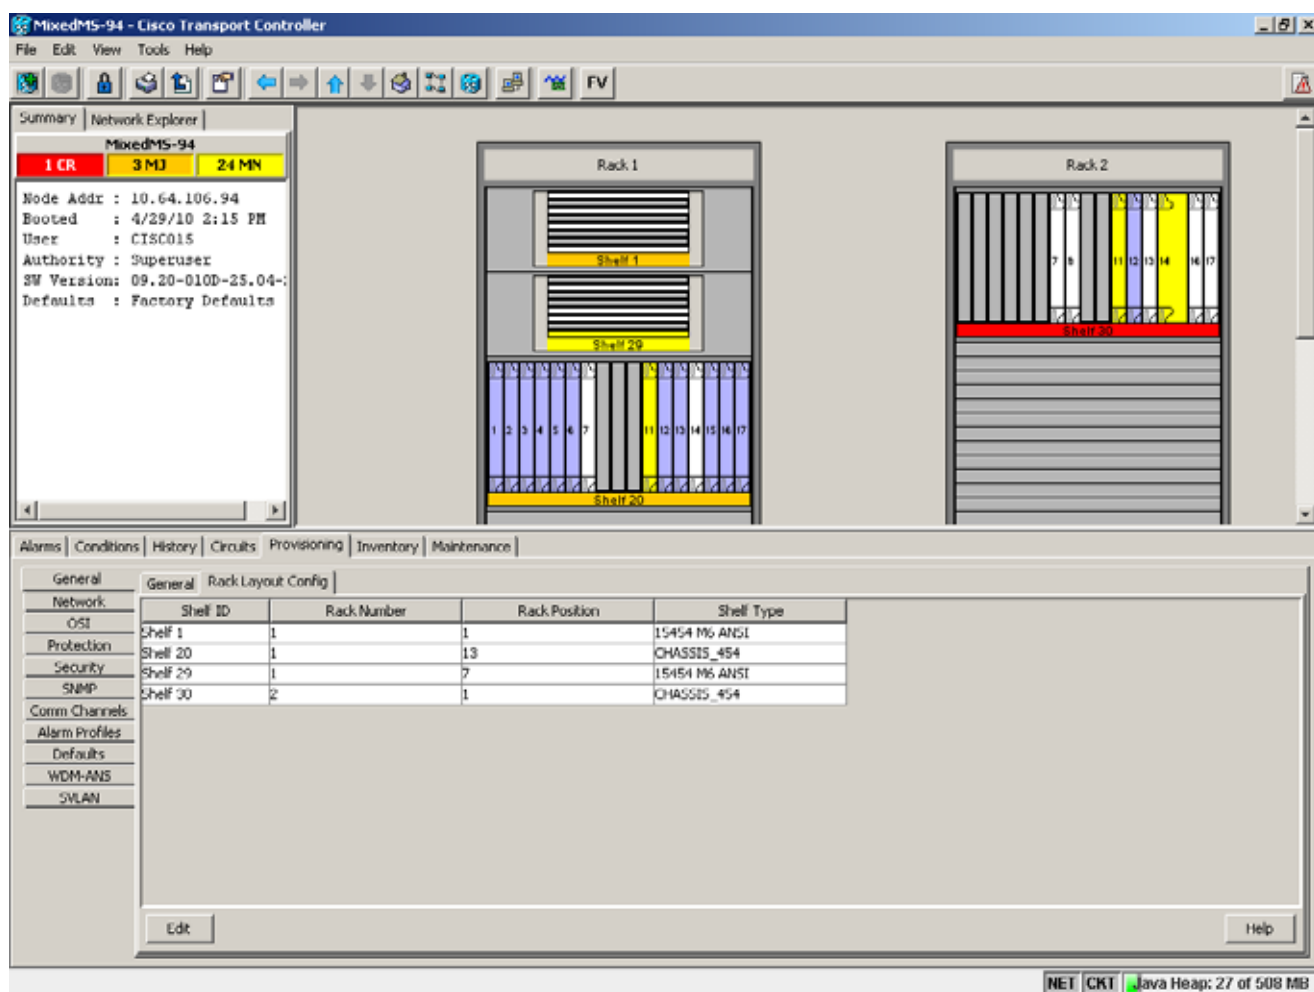 MixedMS-94 - Cisco Transport Controller
File Edit View Tools Help
FV
Summary Network Explorer
MixedMS-94
1 CR 3 MJ 24 MN
Node Addr : 10.64.106.94
Booted : 4/29/10 2:15 PM
User : CISCO15
Authority : Superuser
SW Version: 09.20-010D-25.04-
Defaults : Factory Defaults
Rack 1
Shelf 1
Shelf 29
1 2 3 4 5 6 7 11 12 13 14 15 16 17
Shelf 20
Rack 2
7 8 11 12 13 14 16 17
Shelf 30
Alarms Conditions History Circuits Provisioning Inventory Maintenance
General
Network
OSI
Protection
Security
SNMP
Comm Channels
Alarm Profiles
Defaults
WDM-ANS
SVLAN
General Rack Layout Config
Shelf ID Rack Number Rack Position Shelf Type
Shelf 1 1 1 15454 M6 ANSI
Shelf 20 1 13 CHASSIS_454
Shelf 29 1 7 15454 M6 ANSI
Shelf 30 2 1 CHASSIS_454
Edit
Help
NET CKT Java Heap: 27 of 508 MB